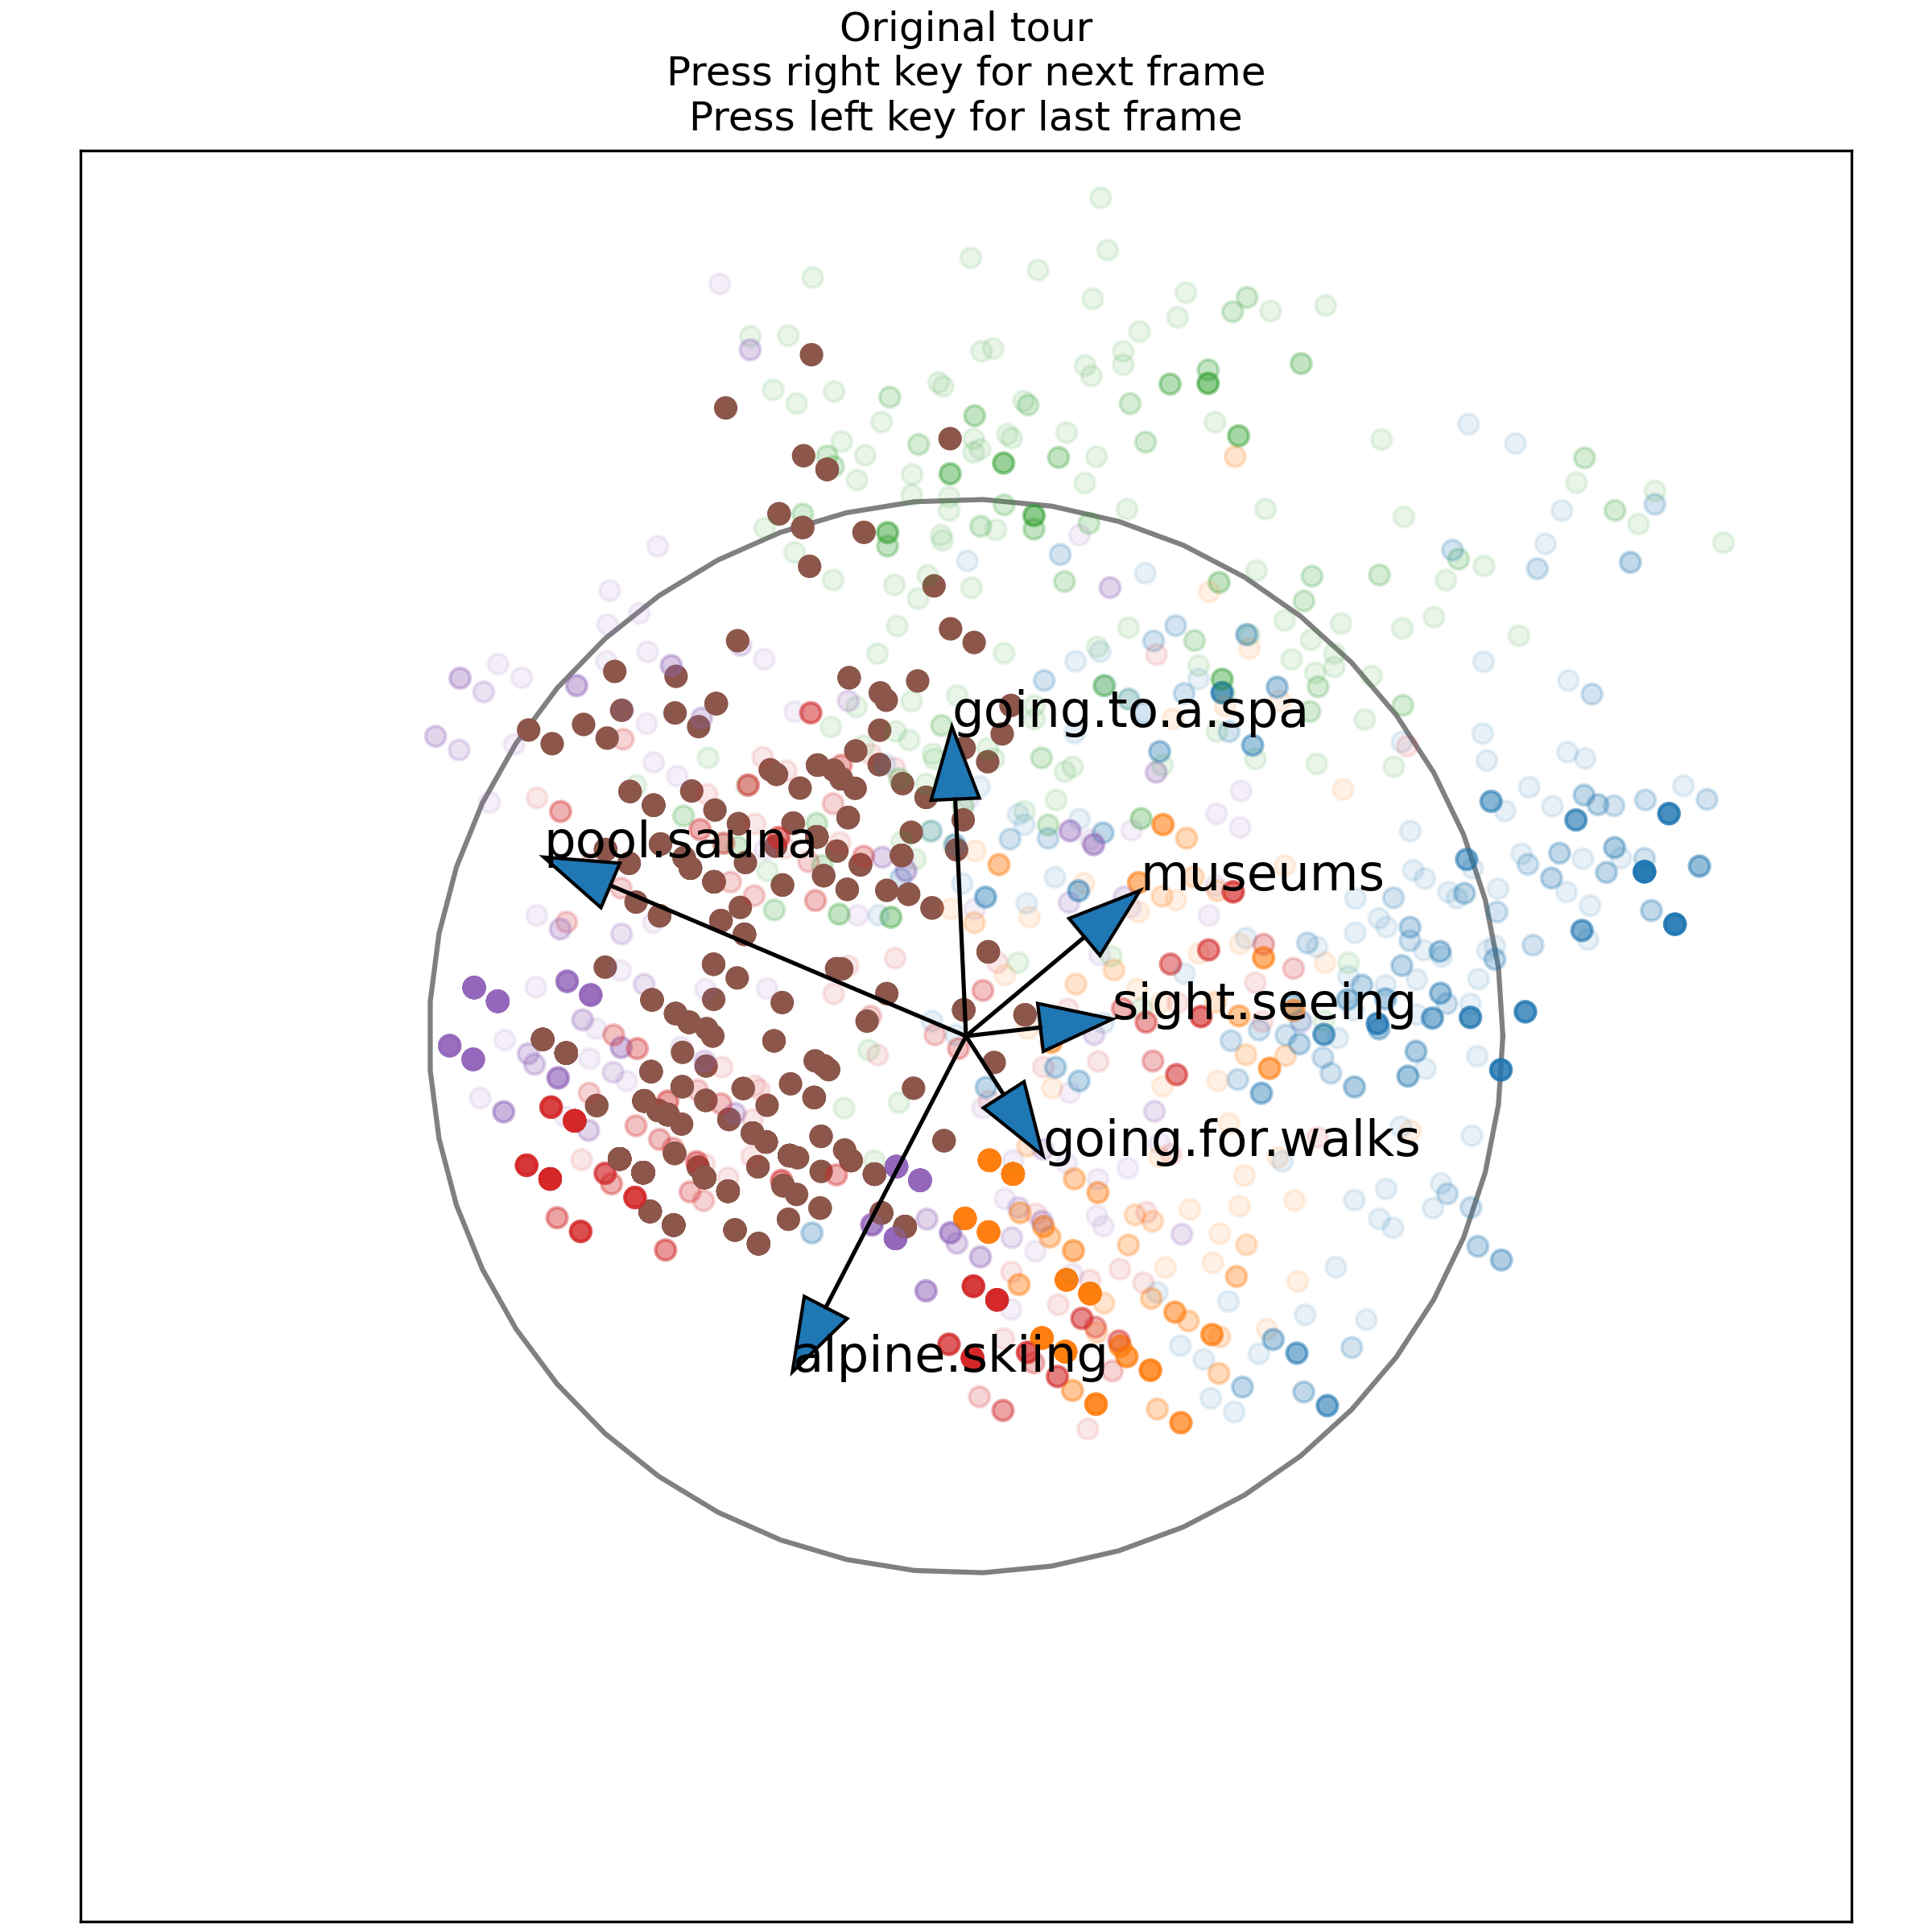 Original tour
Press right key for next frame
Press left key for last frame
going.to.a.spa
pool.sauna
museums
sight.seeing
going.for.walks
alpine.skiing